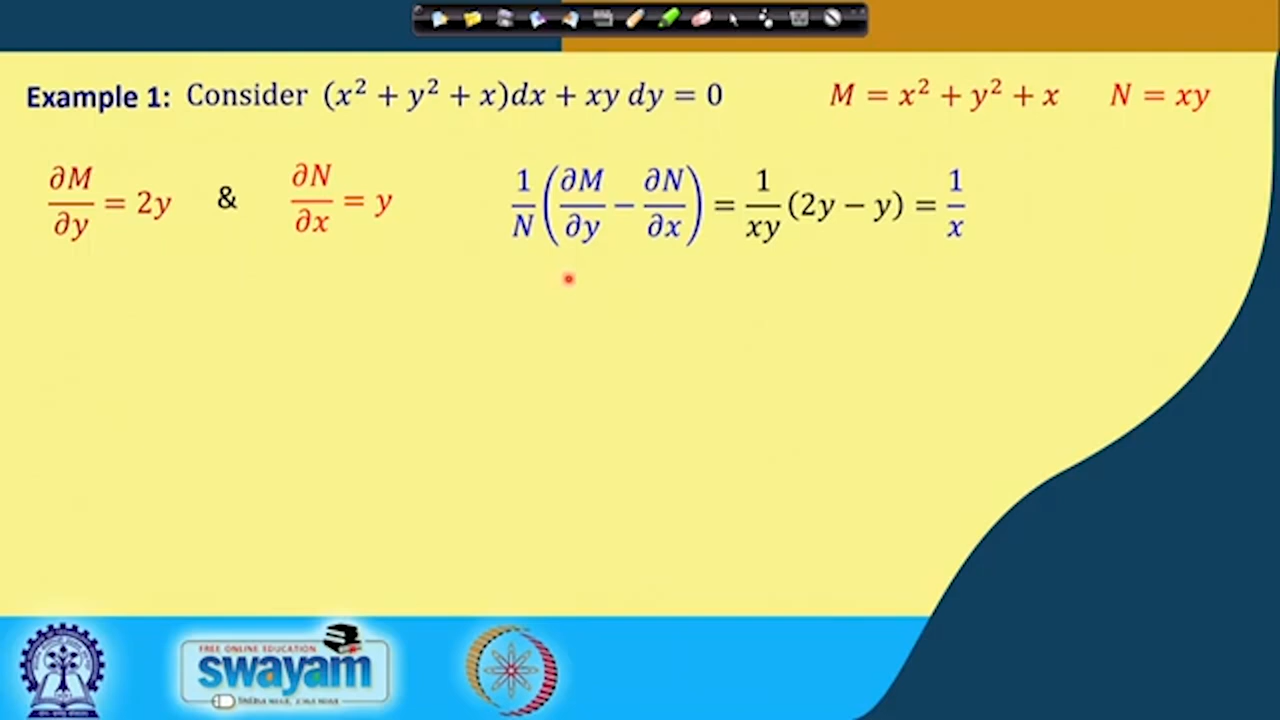 Example 1: Consider (x² + y² + x)dx + xy dy = 0 M = x² + y² + x N = xy
∂M/∂y = 2y & ∂N/∂x = y 1/N (∂M/∂y − ∂N/∂x) = 1/xy (2y − y) = 1/x
FREE ONLINE EDUCATION
swayam